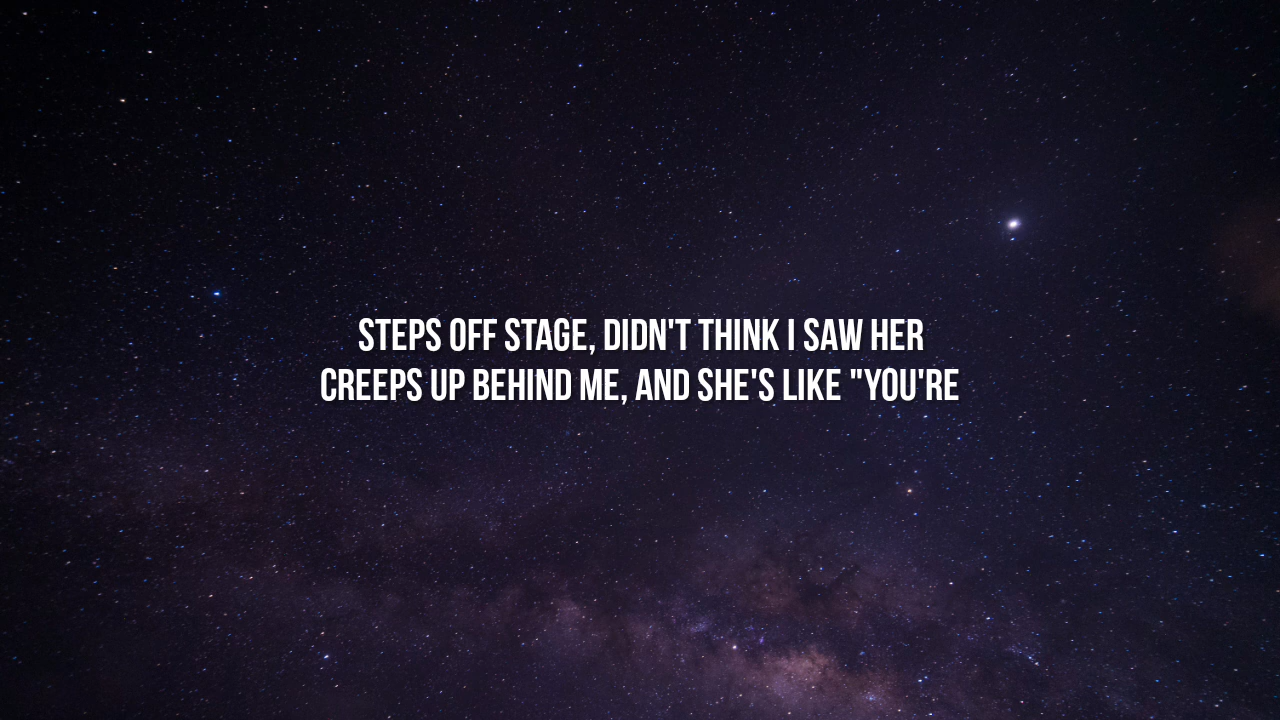 STEPS OFF STAGE, DIDN'T THINK I SAW HER
CREEPS UP BEHIND ME, AND SHE'S LIKE "YOU'RE